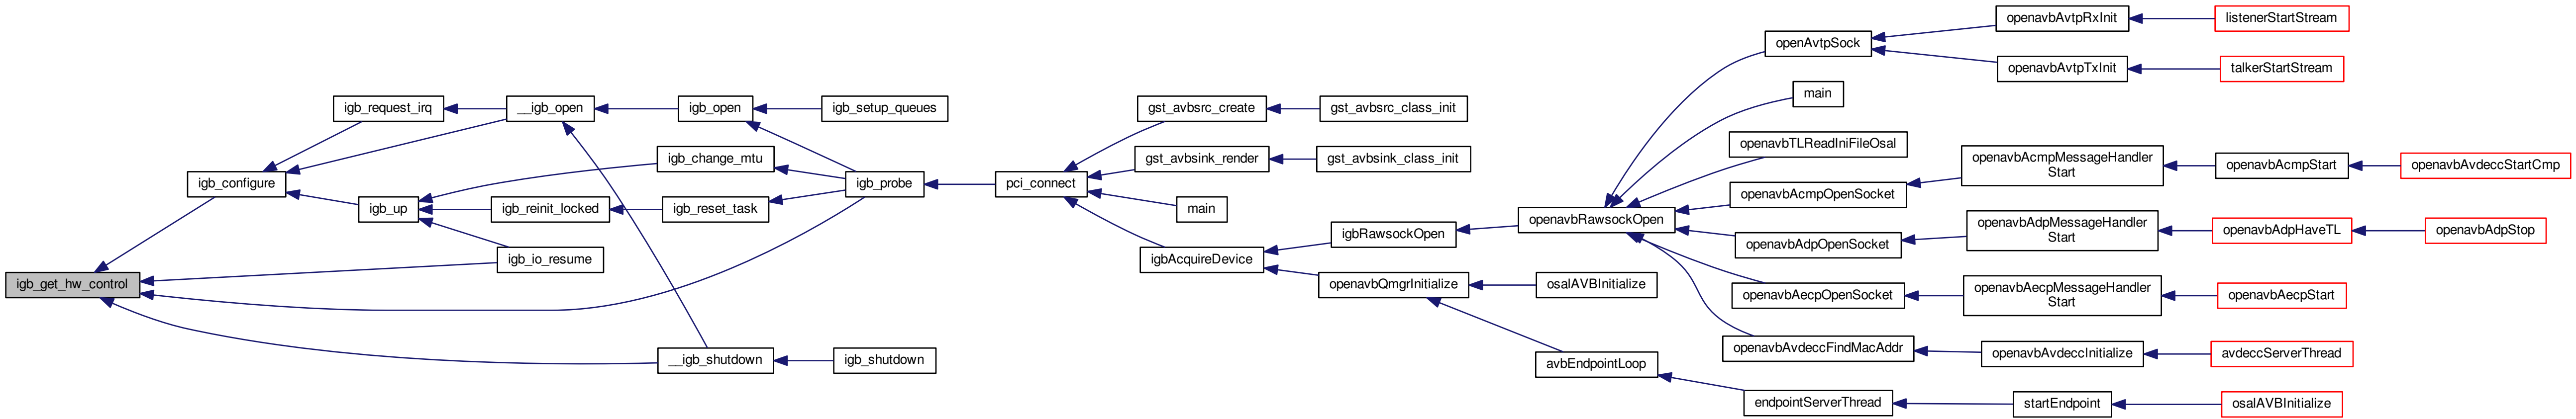 igb_get_hw_control
igb_configure
igb_request_irq
igb_up
__igb_open
igb_reinit_locked
igb_io_resume
igb_open
igb_change_mtu
igb_reset_task
__igb_shutdown
igb_setup_queues
igb_probe
igb_shutdown
pci_connect
gst_avbsrc_create
gst_avbsink_render
main
igbAcquireDevice
gst_avbsrc_class_init
gst_avbsink_class_init
igbRawsockOpen
openavbQmgrInitialize
openavbRawsockOpen
osalAVBInitialize
avbEndpointLoop
openAvtpSock
main
openavbTLReadIniFileOsal
openavbAcmpOpenSocket
openavbAdpOpenSocket
openavbAecpOpenSocket
openavbAvdeccFindMacAddr
endpointServerThread
openavbAvtpRxInit
openavbAvtpTxInit
openavbAcmpMessageHandler
Start
openavbAdpMessageHandler
Start
openavbAecpMessageHandler
Start
openavbAvdeccInitialize
startEndpoint
listenerStartStream
talkerStartStream
openavbAcmpStart
openavbAdpHaveTL
openavbAecpStart
avdeccServerThread
osalAVBInitialize
openavbAvdeccStartCmp
openavbAdpStop